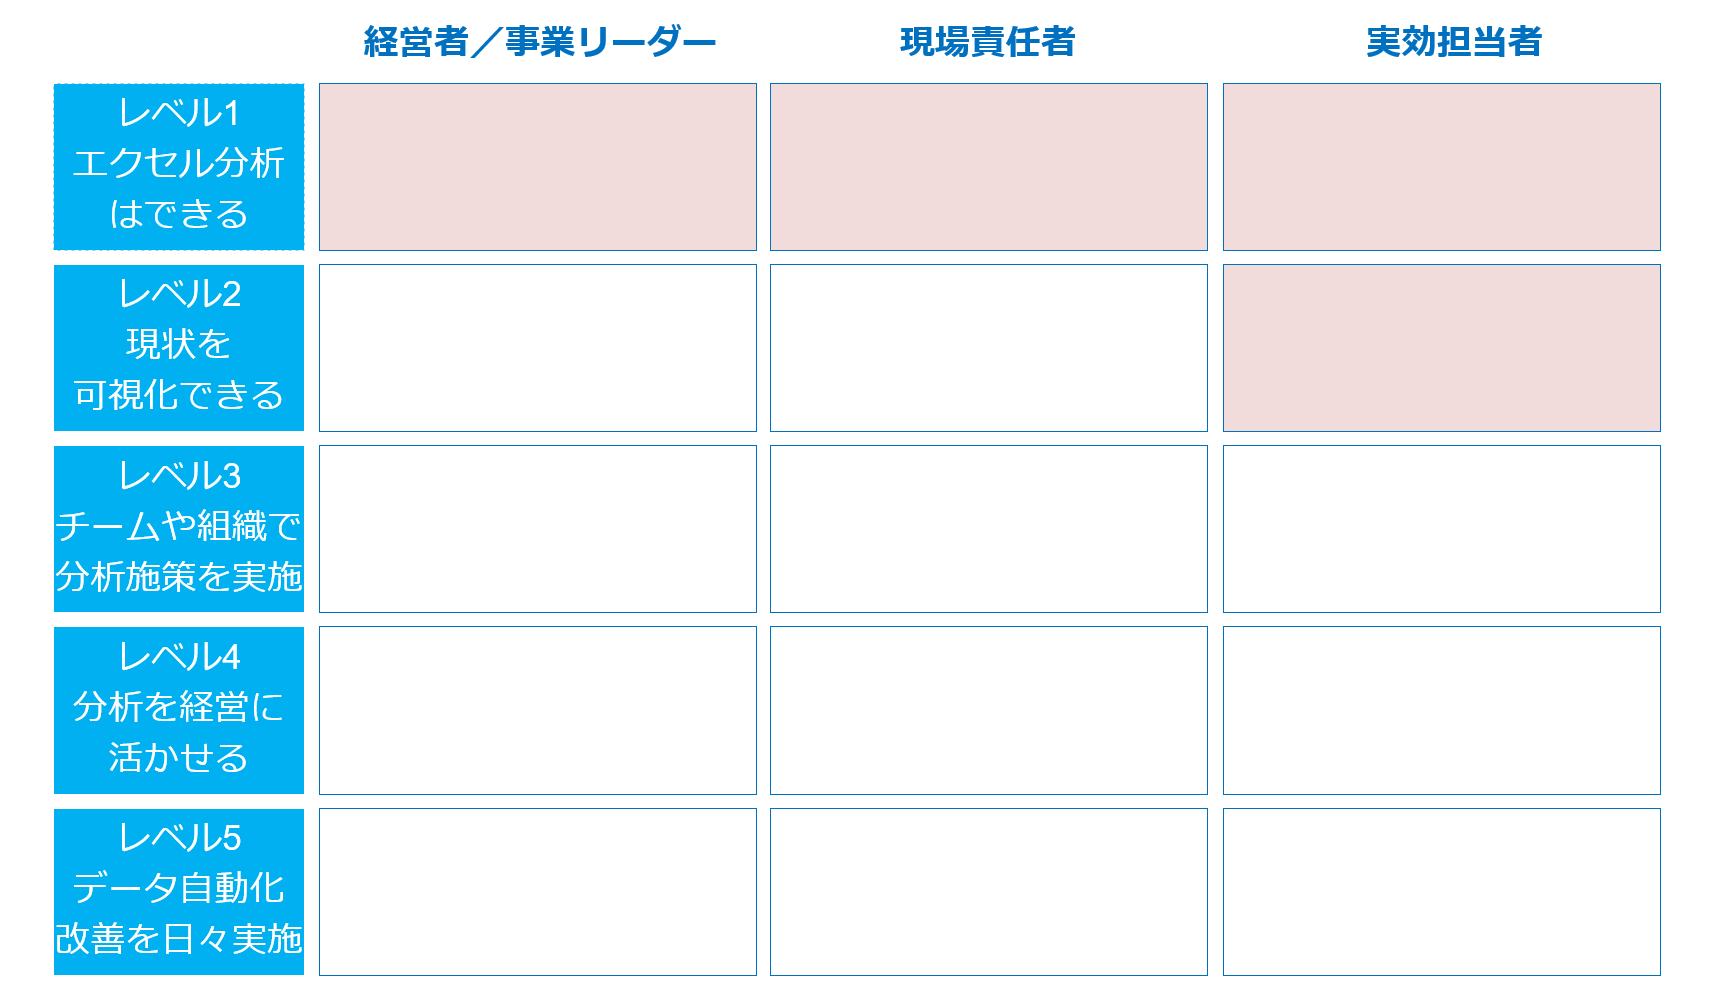 経営者／事業リーダー 現場責任者 実効担当者
レベル1
エクセル分析
はできる
レベル2
現状を
可視化できる
レベル3
チームや組織で
分析施策を実施
レベル4
分析を経営に
活かせる
レベル5
データ自動化
改善を日々実施